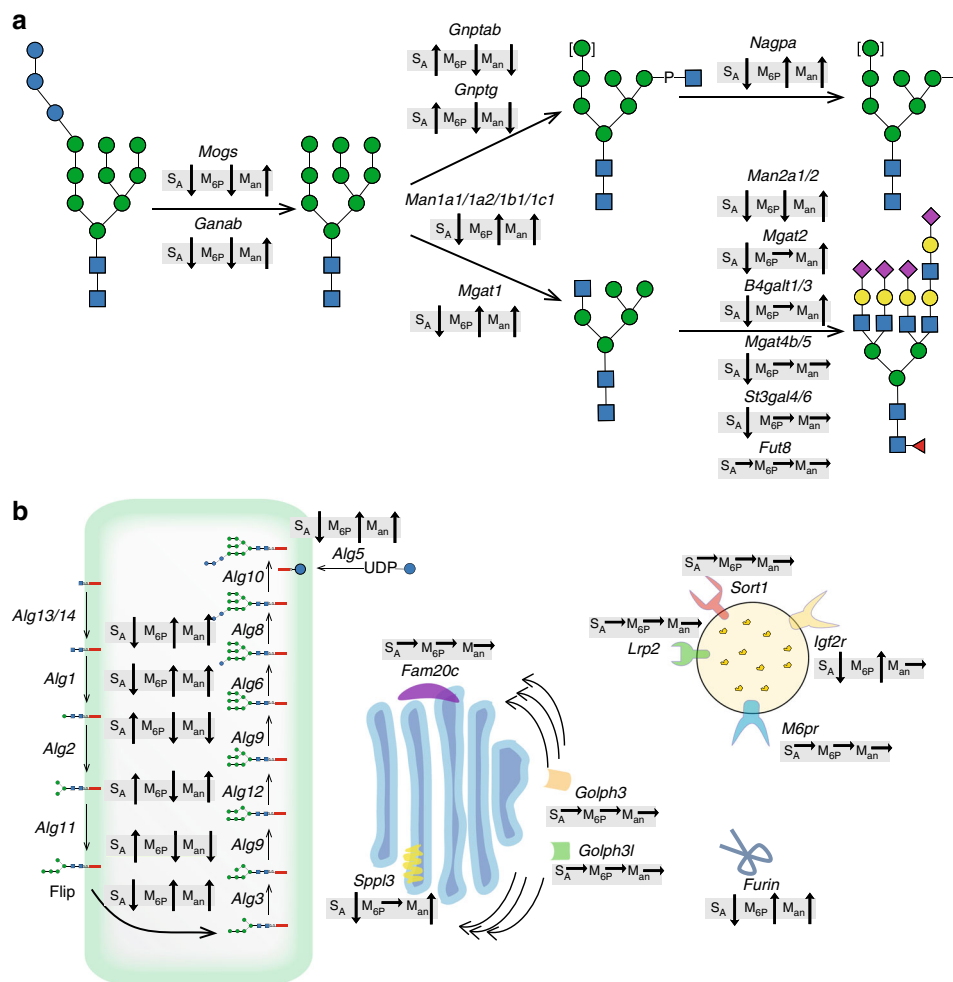 a
Gnptab
SA M6P Man
Gnptg
SA M6P Man
[ ]
P
Nagpa
SA M6P Man
[ ]
Mogs
SA M6P Man
Ganab
SA M6P Man
Man1a1/1a2/1b1/1c1
SA M6P Man
Mgat1
SA M6P Man
Man2a1/2
SA M6P Man
Mgat2
SA M6P Man
B4galt1/3
SA M6P Man
Mgat4b/5
SA M6P Man
St3gal4/6
SA M6P Man
Fut8
SA M6P Man
b
SA M6P Man
Alg5
UDP
Alg13/14
Alg1
Alg2
Alg11
Flip
SA M6P Man
SA M6P Man
SA M6P Man
SA M6P Man
SA M6P Man
SA M6P Man
Alg10
Alg8
Alg6
Alg9
Alg12
Alg9
Alg3
SA M6P Man
Fam20c
Sppl3
SA M6P Man
Golph3
SA M6P Man
Golph3l
SA M6P Man
SA M6P Man
Sort1
SA M6P Man
Lrp2
Igf2r
SA M6P Man
M6pr
SA M6P Man
Furin
SA M6P Man